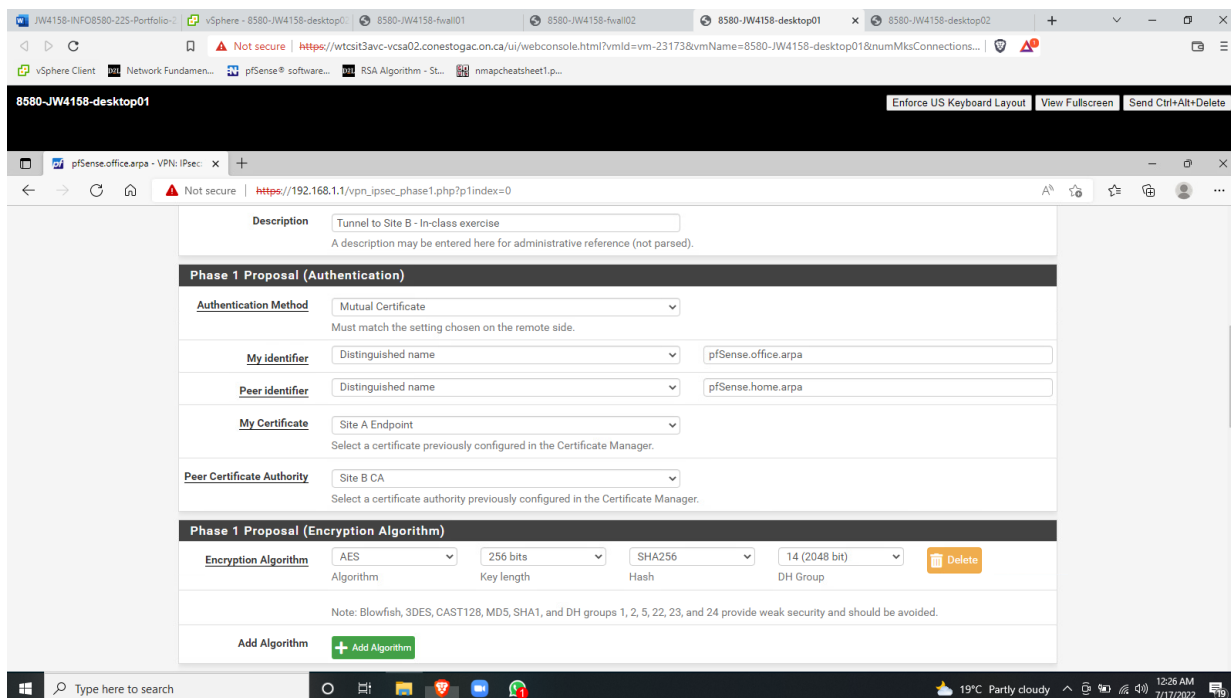 JW4158-INFO8580-22S-Portfolio-2
vSphere - 8580-JW4158-desktop0
8580-JW4158-fwall01
8580-JW4158-fwall02
8580-JW4158-desktop01
8580-JW4158-desktop02
Not secure | https://wtcsit3avc-vcsa02.conestogac.on.ca/ui/webconsole.html?vmId=vm-23173&vmName=8580-JW4158-desktop01&numMksConnections...
vSphere Client
Network Fundamen...
pfSense® software...
RSA Algorithm - St...
nmapcheatsheet1.p...
8580-JW4158-desktop01
Enforce US Keyboard Layout
View Fullscreen
Send Ctrl+Alt+Delete
pfSense.office.arpa - VPN: IPsec:
Not secure | https://192.168.1.1/vpn_ipsec_phase1.php?p1index=0
Description
Tunnel to Site B - In-class exercise
A description may be entered here for administrative reference (not parsed).
Phase 1 Proposal (Authentication)
Authentication Method
Mutual Certificate
Must match the setting chosen on the remote side.
My identifier
Distinguished name
pfSense.office.arpa
Peer identifier
Distinguished name
pfSense.home.arpa
My Certificate
Site A Endpoint
Select a certificate previously configured in the Certificate Manager.
Peer Certificate Authority
Site B CA
Select a certificate authority previously configured in the Certificate Manager.
Phase 1 Proposal (Encryption Algorithm)
Encryption Algorithm
AES
256 bits
SHA256
14 (2048 bit)
Delete
Algorithm
Key length
Hash
DH Group
Note: Blowfish, 3DES, CAST128, MD5, SHA1, and DH groups 1, 2, 5, 22, 23, and 24 provide weak security and should be avoided.
Add Algorithm
Add Algorithm
Type here to search
19°C Partly cloudy
12:26 AM
7/17/2022